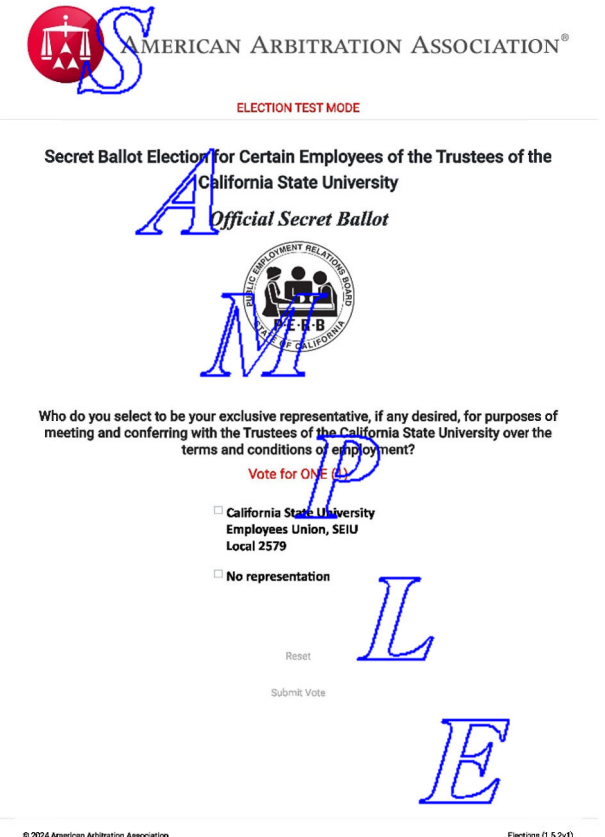 AMERICAN ARBITRATION ASSOCIATION®
ELECTION TEST MODE
Secret Ballot Election for Certain Employees of the Trustees of the
California State University
Official Secret Ballot
PUBLIC EMPLOYMENT RELATIONS BOARD
P·E·R·B
STATE OF CALIFORNIA
Who do you select to be your exclusive representative, if any desired, for purposes of
meeting and conferring with the Trustees of the California State University over the
terms and conditions of employment?
Vote for ONE (1)
California State University
Employees Union, SEIU
Local 2579
No representation
Reset
Submit Vote
SAMPLE
© 2024 American Arbitration Association
Elections (1.5.2v1)